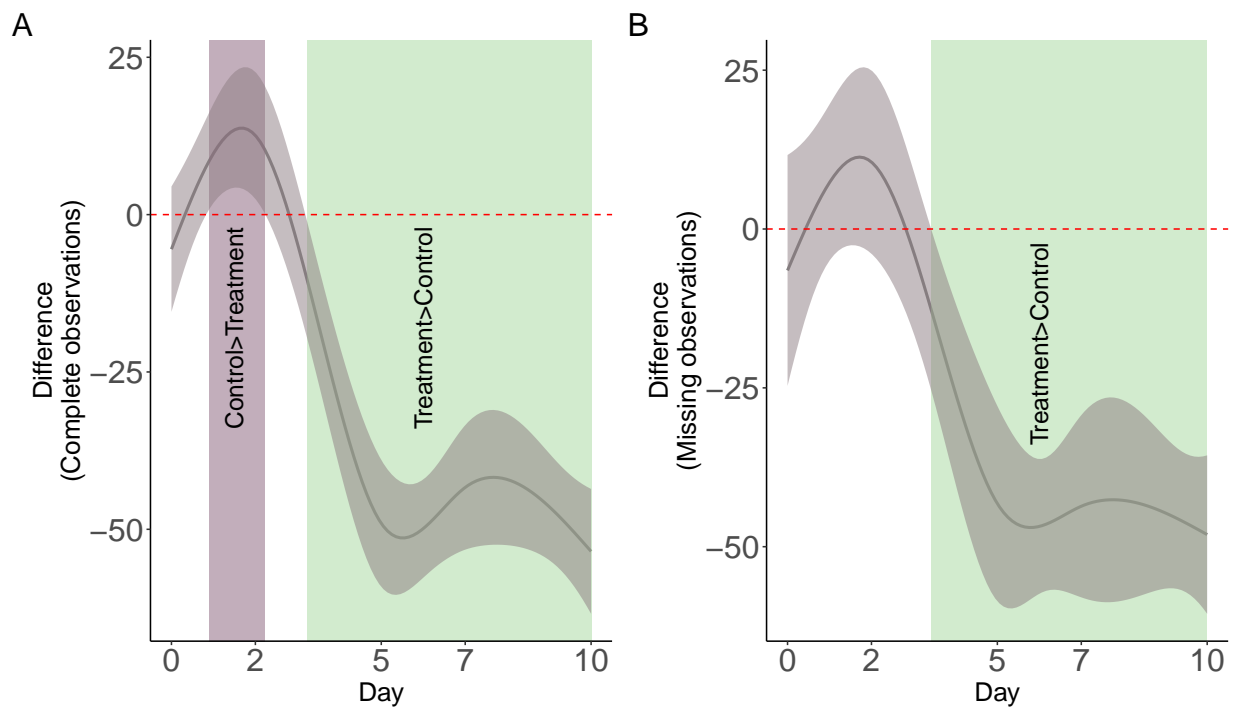 A
Difference
(Complete observations)
25
0
−25
−50
Control>Treatment
Treatment>Control
0 2 5 7 10
Day
B
Difference
(Missing observations)
25
0
−25
−50
Treatment>Control
0 2 5 7 10
Day